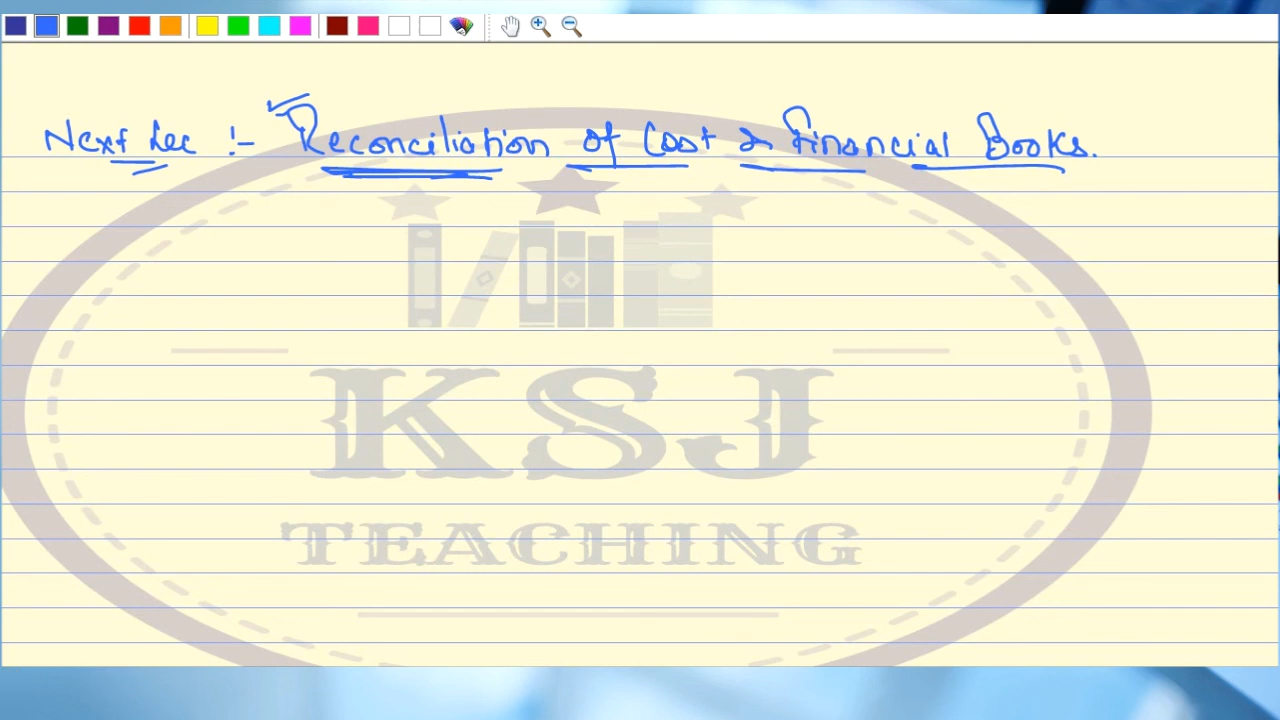 Next Lec :- Reconciliation of Cost & Financial Books.
KSJ
TEACHING